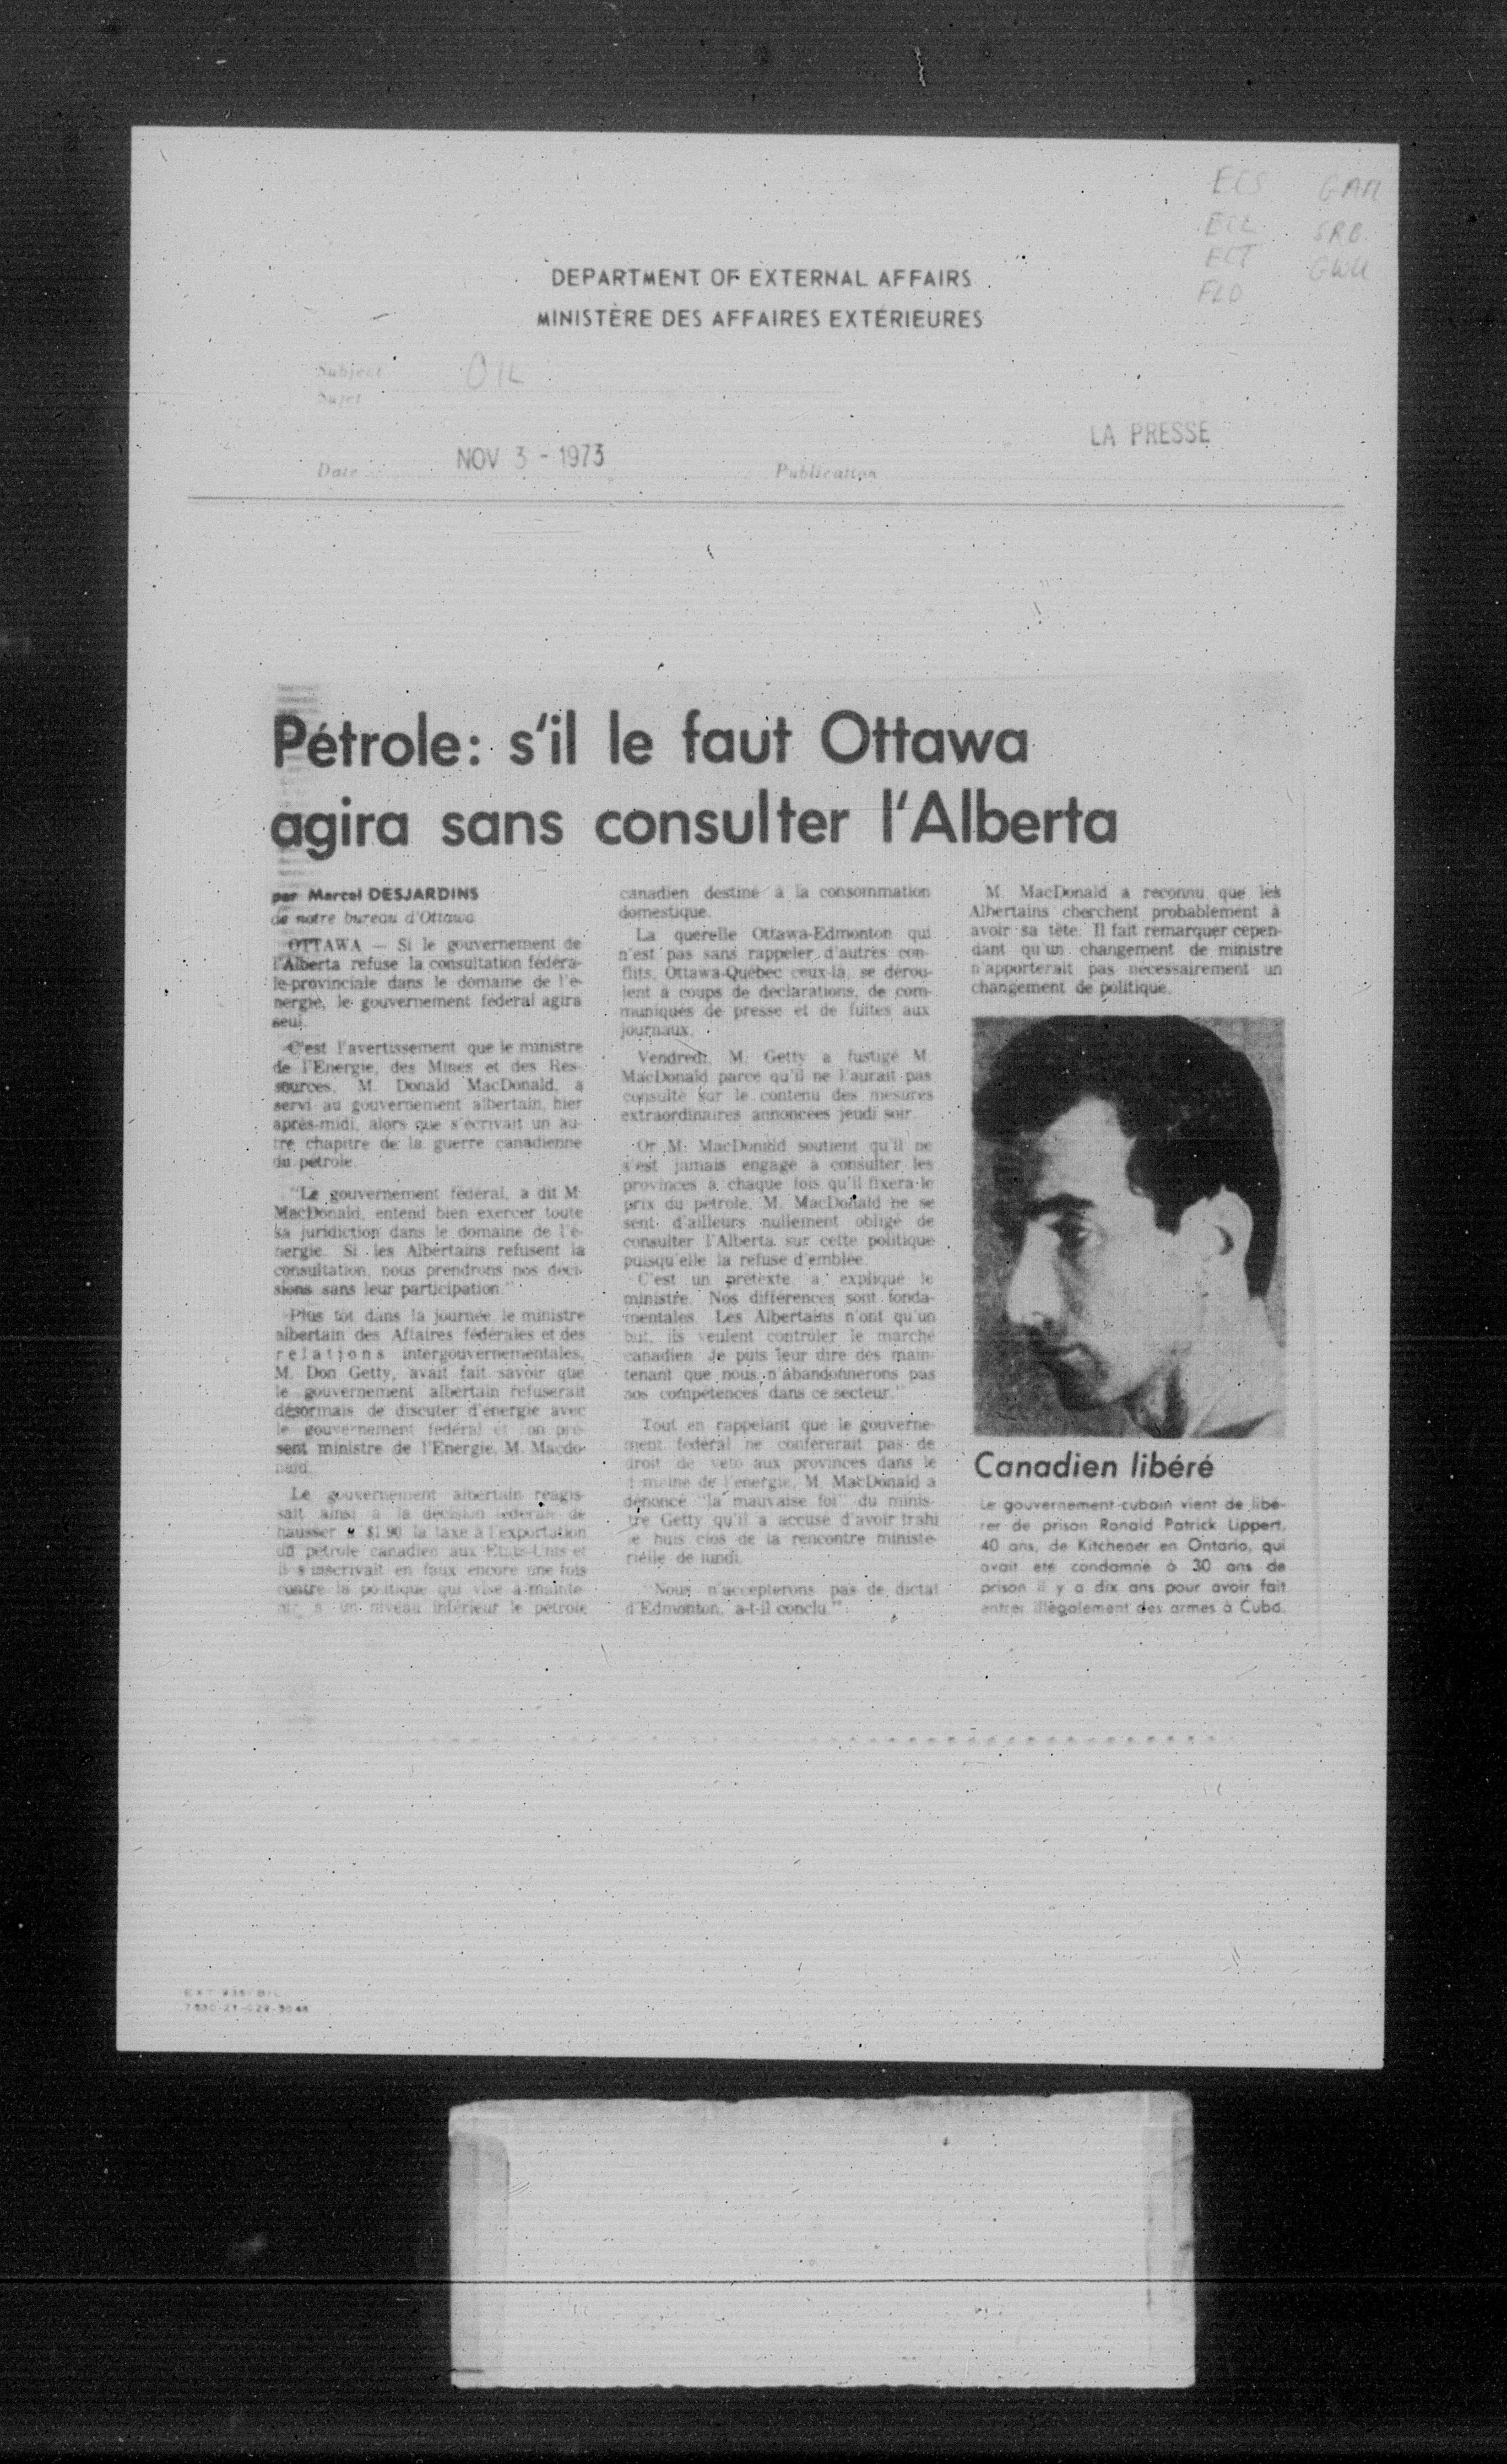 ECS GAM
ECL SRB
ECT GWU
FLD
DEPARTMENT OF EXTERNAL AFFAIRS
MINISTÈRE DES AFFAIRES EXTÉRIEURES
Subject OIL
Sujet
LA PRESSE
Date NOV 3 - 1973 Publication
Pétrole: s'il le faut Ottawa
agira sans consulter l'Alberta
par Marcel DESJARDINS
de notre bureau d'Ottawa
OTTAWA — Si le gouvernement de
l'Alberta refuse la consultation fédéra-
le-provinciale dans le domaine de l'é-
nergie, le gouvernement fédéral agira
seul.
C'est l'avertissement que le ministre
de l'Energie, des Mines et des Res-
sources, M. Donald MacDonald, a
servi au gouvernement albertain, hier
après-midi, alors que s'écrivait un au-
tre chapitre de la guerre canadienne
du pétrole.
"Le gouvernement fédéral, a dit M.
MacDonald, entend bien exercer toute
sa juridiction dans le domaine de l'é-
nergie. Si les Albertains refusent la
consultation, nous prendrons nos déci-
sions sans leur participation."
Plus tôt dans la journée le ministre
albertain des Affaires fédérales et des
relations intergouvernementales,
M. Don Getty, avait fait savoir que
le gouvernement albertain refuserait
désormais de discuter d'énergie avec
le gouvernement fédéral et son pré-
sent ministre de l'Energie, M. Macdo-
nald.
Le gouvernement albertain réagis-
sait ainsi à la décision fédérale de
hausser à $1.90 la taxe à l'exportation
du pétrole canadien aux Etats-Unis et
il s'inscrivait en faux encore une fois
contre la politique qui vise à mainte-
nir à un niveau inférieur le pétrole
canadien destiné à la consommation
domestique.
La querelle Ottawa-Edmonton qui
n'est pas sans rappeler d'autres con-
flits, Ottawa-Québec ceux-là, se dérou-
lent à coups de déclarations, de com-
muniqués de presse et de fuites aux
journaux.
Vendredi, M. Getty a fustigé M.
MacDonald parce qu'il ne l'aurait pas
consulté sur le contenu des mesures
extraordinaires annoncées jeudi soir.
Or M. MacDonald soutient qu'il ne
s'est jamais engagé à consulter les
provinces à chaque fois qu'il fixera le
prix du pétrole. M. MacDonald ne se
sent d'ailleurs nullement obligé de
consulter l'Alberta sur cette politique
puisqu'elle la refuse d'emblée.
C'est un prétexte, a expliqué le
ministre. Nos différences sont fonda-
mentales. Les Albertains n'ont qu'un
but, ils veulent contrôler le marché
canadien. Je puis leur dire dès main-
tenant que nous n'abandonnerons pas
nos compétences dans ce secteur."
Tout en rappelant que le gouverne-
ment fédéral ne conférerait pas de
droit de veto aux provinces dans le
domaine de l'énergie, M. MacDonald a
dénoncé "la mauvaise foi" du minis-
tre Getty qu'il a accusé d'avoir trahi
le huis clos de la rencontre ministé-
rielle de lundi.
"Nous n'accepterons pas de dictat
d'Edmonton, a-t-il conclu."
M. MacDonald a reconnu que les
Albertains cherchent probablement à
avoir sa tête. Il fait remarquer cepen-
dant qu'un changement de ministre
n'apporterait pas nécessairement un
changement de politique.
Canadien libéré
Le gouvernement cubain vient de libé-
rer de prison Ronald Patrick Lippert,
40 ans, de Kitchener en Ontario, qui
avait été condamné à 30 ans de
prison il y a dix ans pour avoir fait
entrer illégalement des armes à Cuba.
EXT 935/BIL
7530-21-029-5048